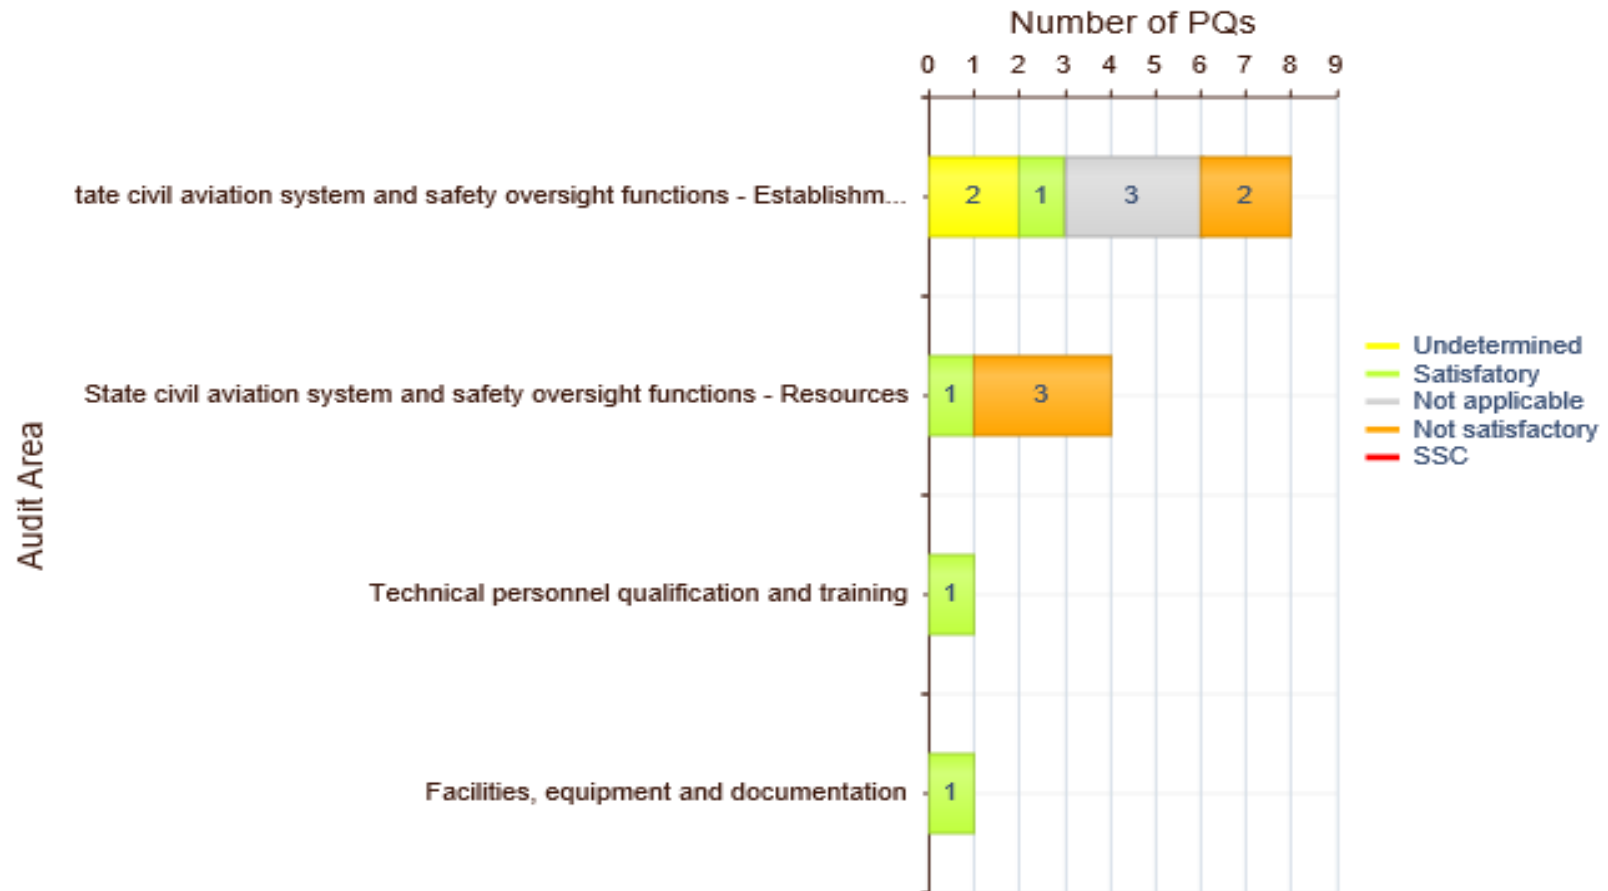 Number of PQs
0 1 2 3 4 5 6 7 8 9
tate civil aviation system and safety oversight functions - Establishm...
2 1 3 2
State civil aviation system and safety oversight functions - Resources
1 3
Technical personnel qualification and training
1
Facilities, equipment and documentation
1
Audit Area
Undetermined
Satisfatory
Not applicable
Not satisfactory
SSC